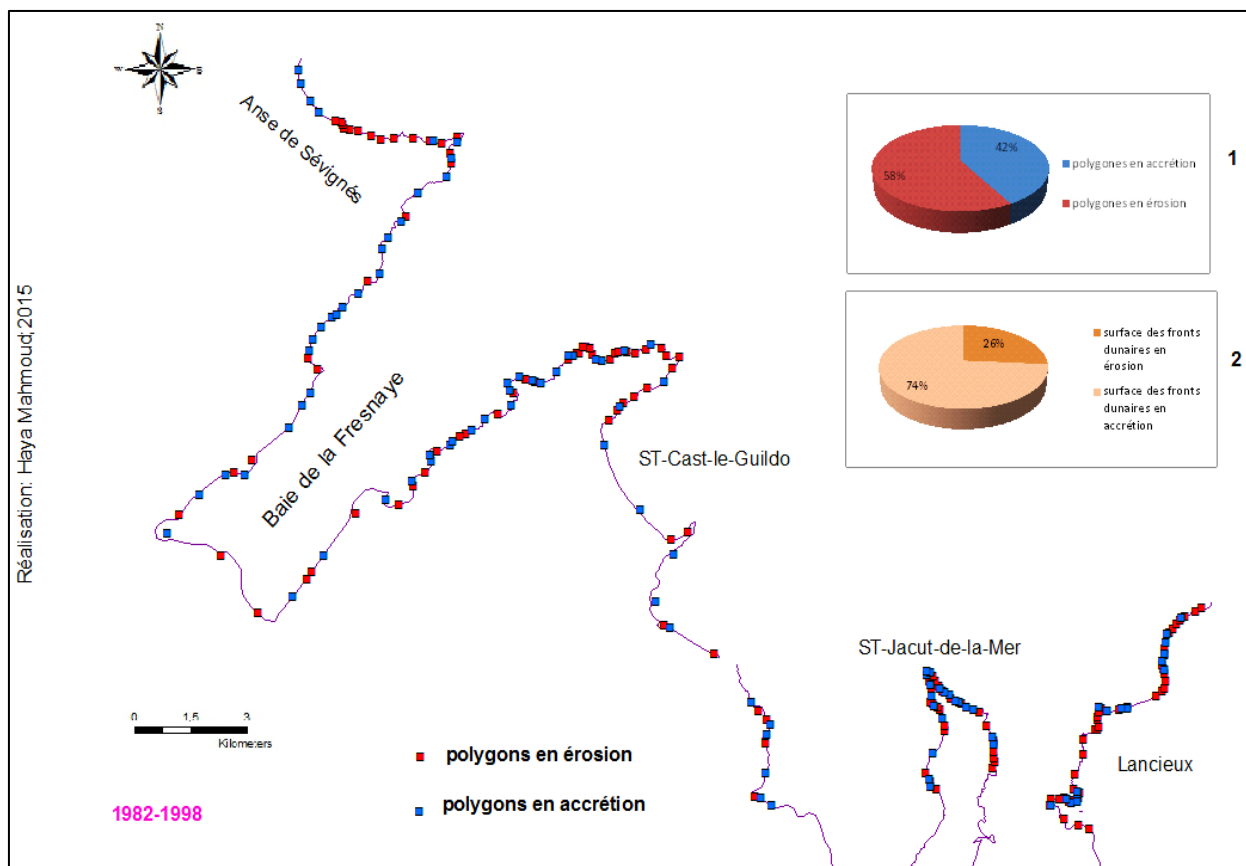 N
W
S
Anse de Sévignés
42%
58%
polygones en accrétion
polygones en érosion
1
26%
74%
surface des fronts
dunaires en
érosion
surface des fronts
dunaires en
accrétion
2
Réalisation: Haya Mahmoud; 2015
Baie de la Fresnaye
ST-Cast-le-Guildo
ST-Jacut-de-la-Mer
Lancieux
0 1,5 3
Kilometers
polygons en érosion
polygons en accrétion
1982-1998